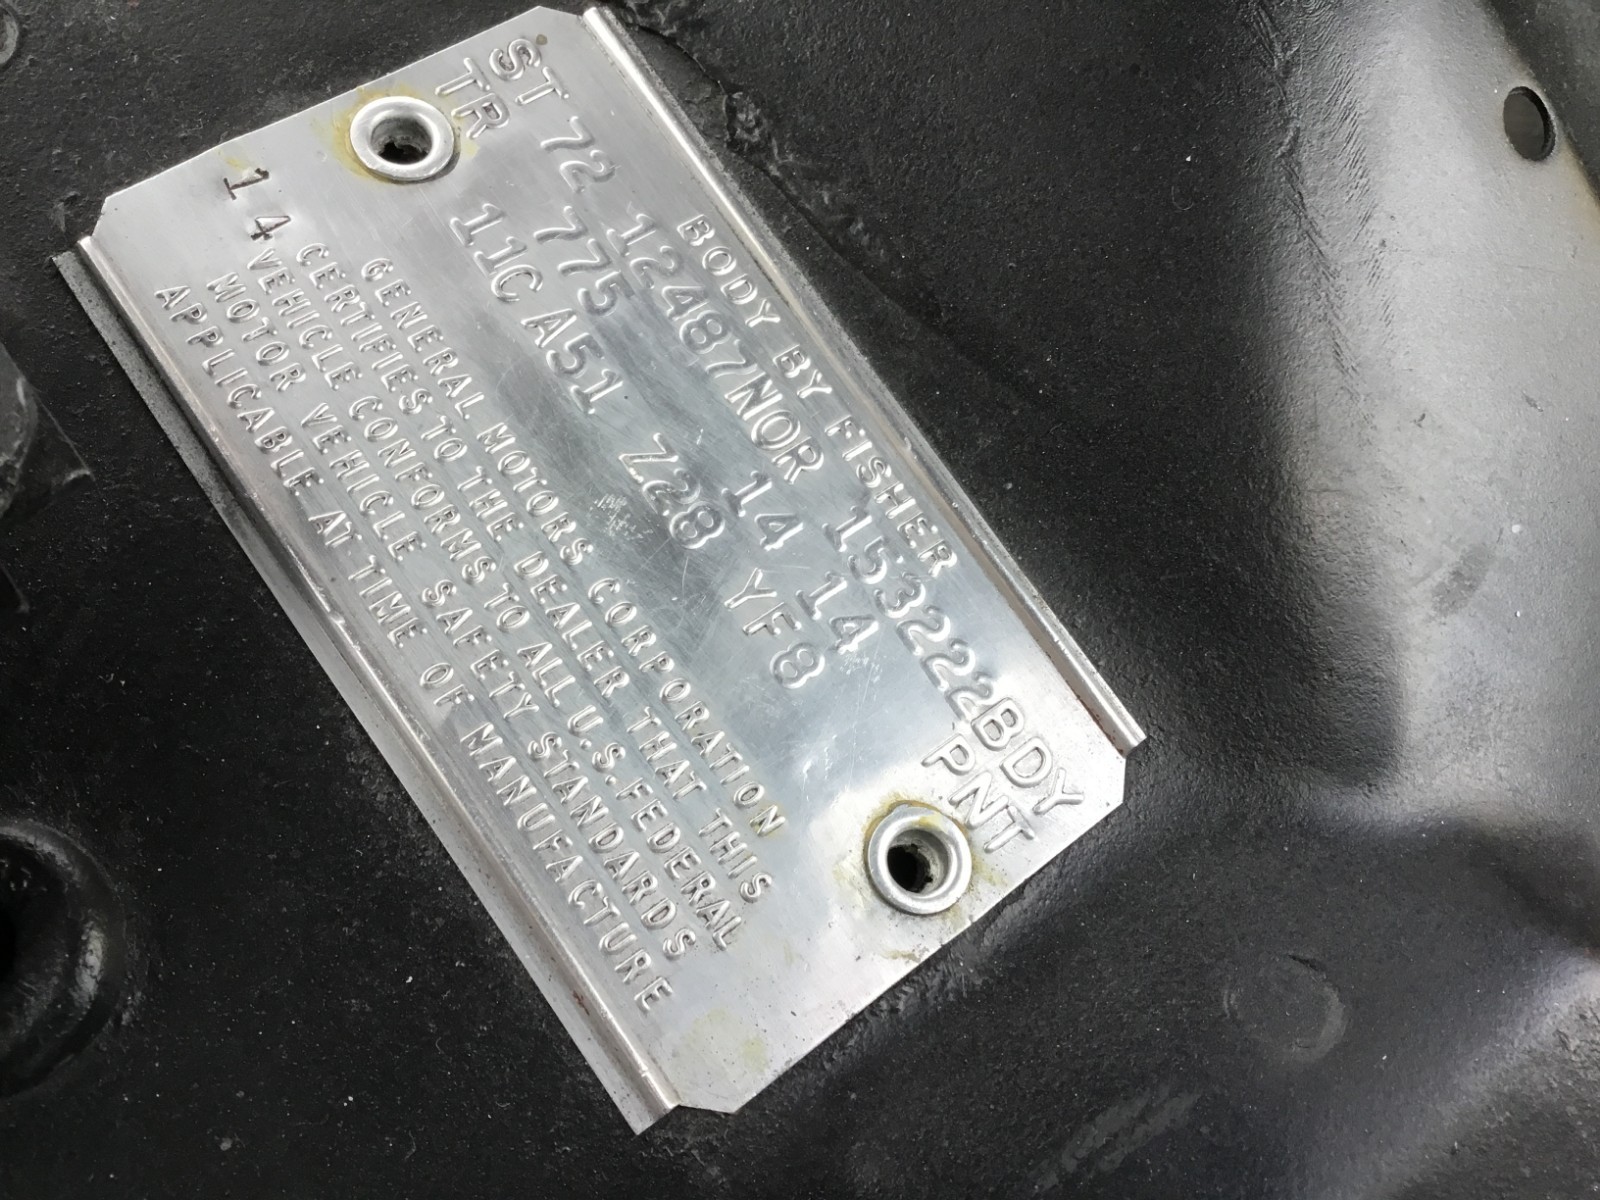 BODY BY FISHER
ST 72 12487NOR 153222BDY
TR 775 14 14 PNT
11C A51 Z28 YF8
GENERAL MOTORS CORPORATION
CERTIFIES TO THE DEALER THAT THIS
VEHICLE CONFORMS TO ALL U.S. FEDERAL
MOTOR VEHICLE SAFETY STANDARDS
APPLICABLE AT TIME OF MANUFACTURE
1 4